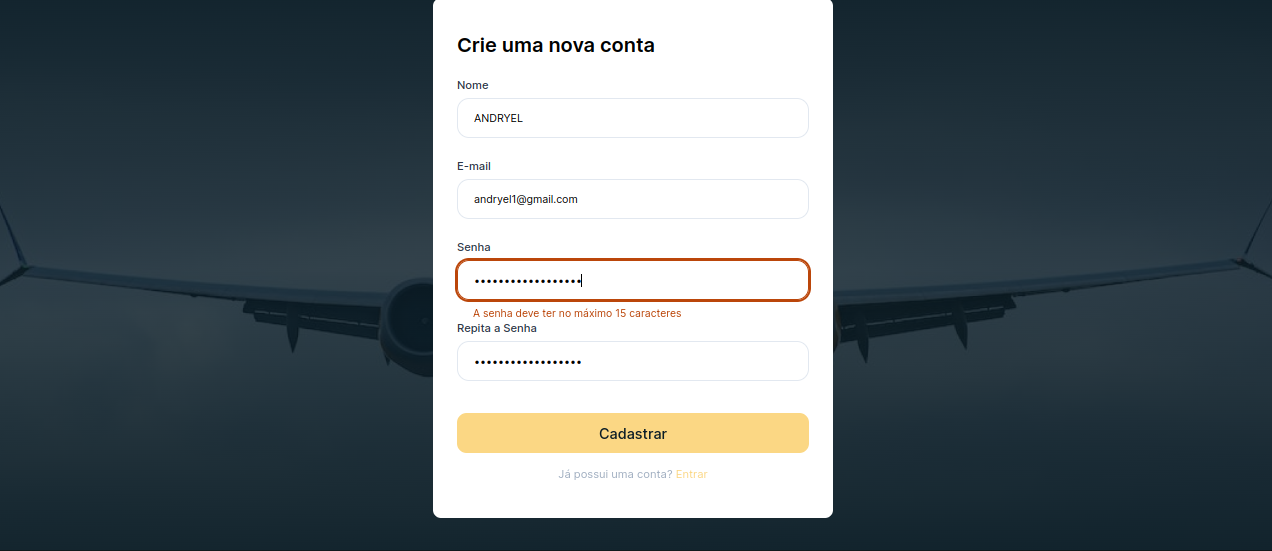 Crie uma nova conta
Nome
ANDRYEL
E-mail
andryel1@gmail.com
Senha
••••••••••••••••••
A senha deve ter no máximo 15 caracteres
Repita a Senha
••••••••••••••••••
Cadastrar
Já possui uma conta? Entrar